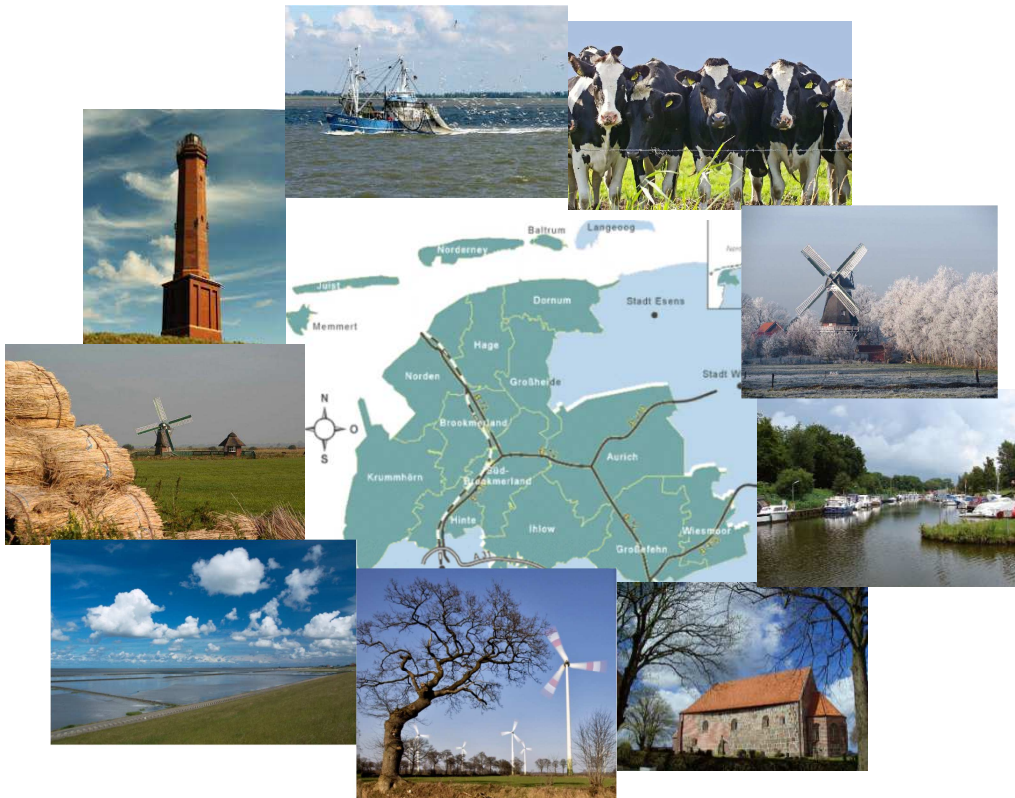 Baltrum
Langeoog
Norderney
Juist
Memmert
Dornum
Stadt Esens
Hage
Norden
Großheide
Stadt W
N
O
S
Brookmerland
Aurich
Krummhörn
Süd-
Brookmerland
Hinte
Ihlow
Wiesmoor
Großefehn